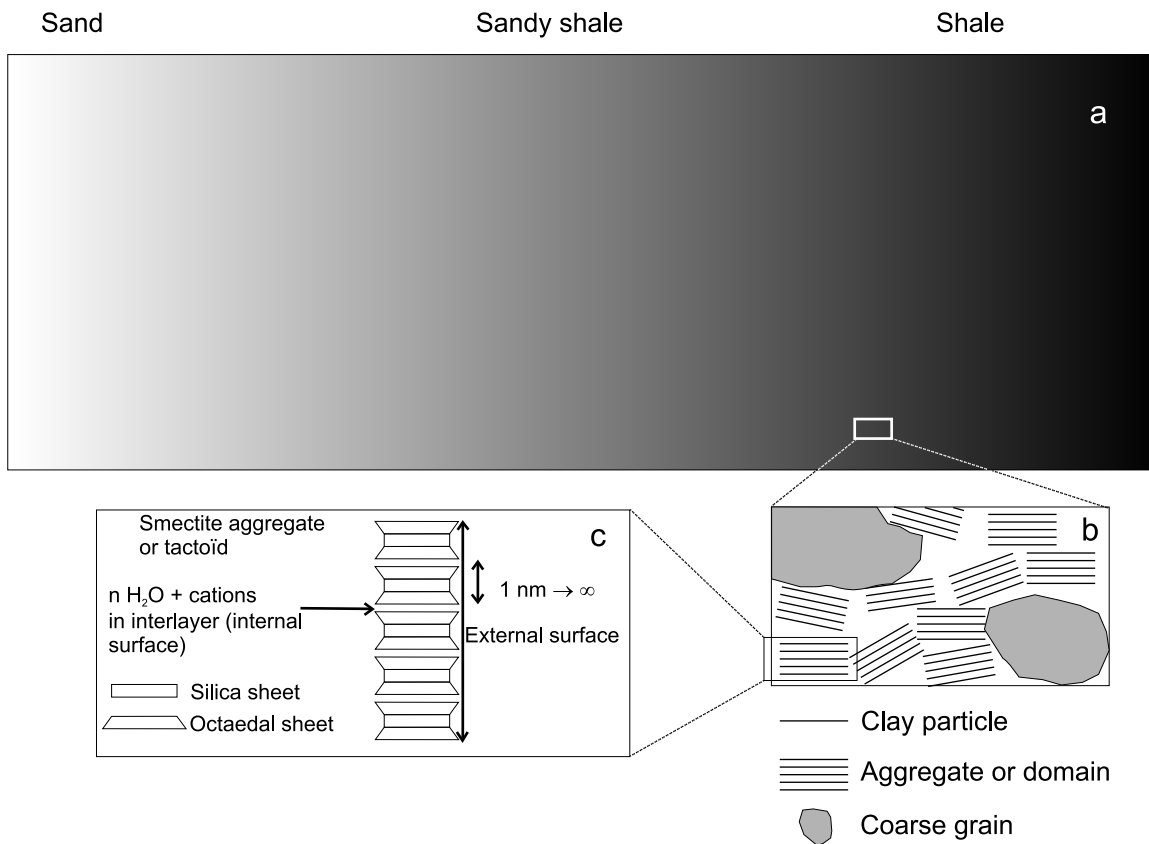 Sand
Sandy shale
Shale
a
Smectite aggregate
or tactoïd
c
n H₂O + cations
in interlayer (internal
surface)
1 nm → ∞
External surface
Silica sheet
Octaedal sheet
b
Clay particle
Aggregate or domain
Coarse grain